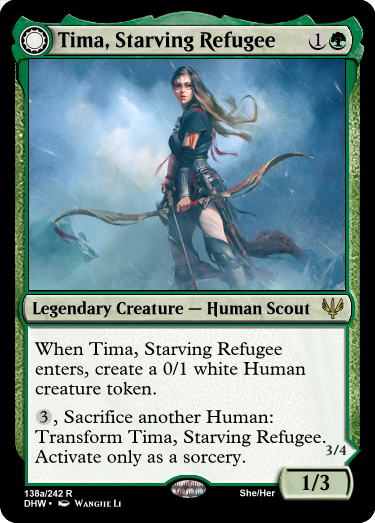 Tima, Starving Refugee 1
Legendary Creature — Human Scout
When Tima, Starving Refugee
enters, create a 0/1 white Human
creature token.
3, Sacrifice another Human:
Transform Tima, Starving Refugee.
Activate only as a sorcery.
3/4
1/3
138a/242 R
She/Her
DHW • Wangjie Li